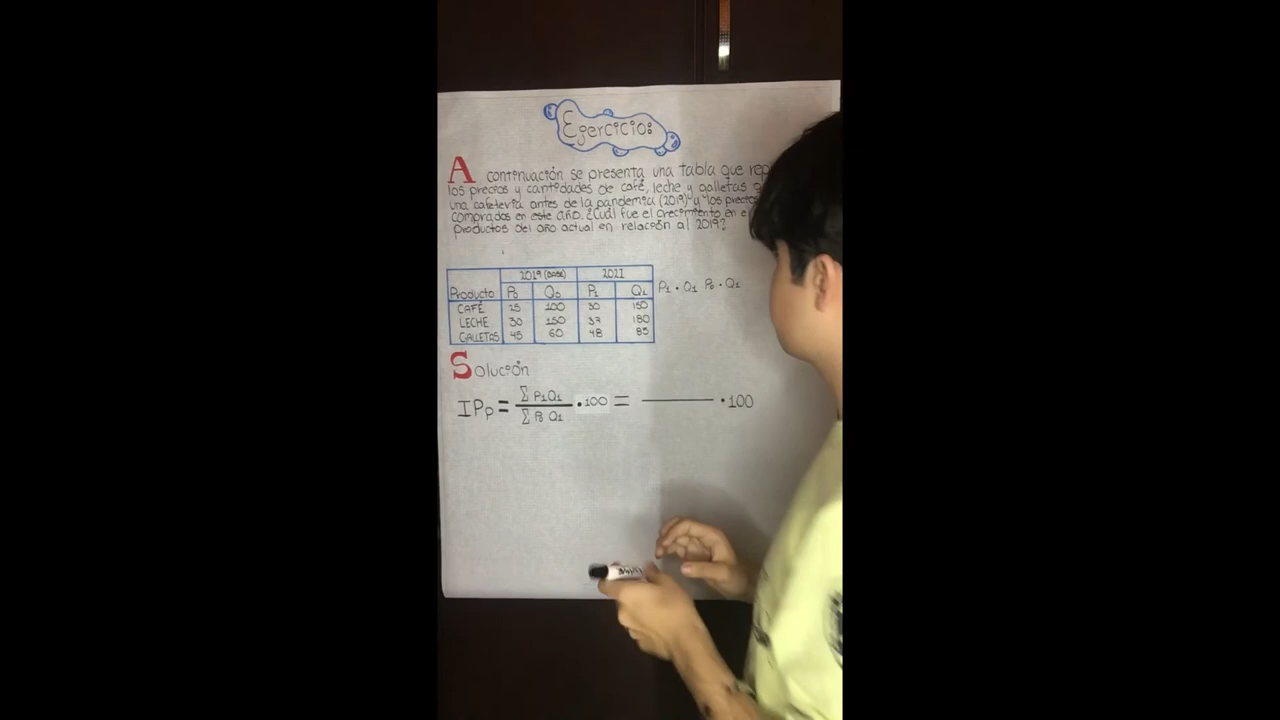 Ejercicio:
A continuación se presenta una tabla que
los precios y cantidades de café, leche y galletas
una cafetería antes de la pandemia (2019) y los precios
comprados en este año. ¿Cuál fue el crecimiento en el
productos del año actual en relación al 2019?
2019 (BASE) 2021
Producto P0 Q0 P1 Q1 P1 · Q1 P0 · Q1
CAFÉ 25 100 30 150
LECHE 30 150 37 180
GALLETAS 45 60 48 85
Solución
IPp = ∑ P1Q1 / ∑ P0 Q1 · 100 = ——— · 100